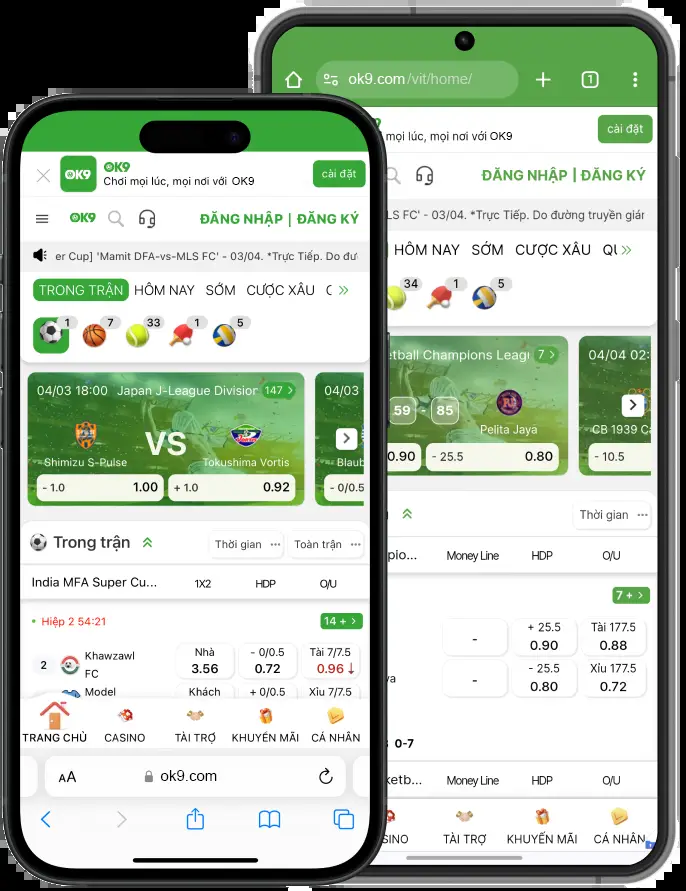 OK9
OK9
Chơi mọi lúc, mọi nơi với OK9
cài đặt
OK9
ĐĂNG NHẬP | ĐĂNG KÝ
er Cup] 'Mamit DFA-vs-MLS FC' - 03/04. *Trực Tiếp. Do đư
TRONG TRẬN HÔM NAY SỚM CƯỢC XÂU
1 7 33 1 5
04/03 18:00 Japan J-League Division 147 >
04/03
VS
Shimizu S-Pulse Tokushima Vortis
Blaub
- 1.0 1.00 + 1.0 0.92
- 0/0.5
Trong trận
Thời gian ··· Toàn trận ···
India MFA Super Cu... 1X2 HDP O/U
Hiệp 2 54:21 14 + >
2 Khawzawl FC
Nhà 3.56
- 0/0.5 0.72
Tài 7/7.5 0.96↓
Model
Khách + 0/0.5 Xỉu 7/7.5
TRANG CHỦ CASINO TÀI TRỢ KHUYẾN MÃI CÁ NHÂN
AA ok9.com
ok9.com/vit/home/
1
mọi lúc, mọi nơi với OK9
cài đặt
ĐĂNG NHẬP | ĐĂNG KÝ
LS FC' - 03/04. *Trực Tiếp. Do đường truyền gián
HÔM NAY SỚM CƯỢC XÂU
34 1 5
etball Champions Leag 7 >
04/04 02:
59 - 85
Pelita Jaya
CB 1939 C
0.90 - 25.5 0.80
- 10.5
Thời gian ···
pio... Money Line HDP O/U
7 + >
- + 25.5 0.90 Tài 177.5 0.88
- - 25.5 0.80 Xỉu 177.5 0.72
0-7
ketb... Money Line HDP O/U
SINO TÀI TRỢ KHUYẾN MÃI CÁ NHÂN